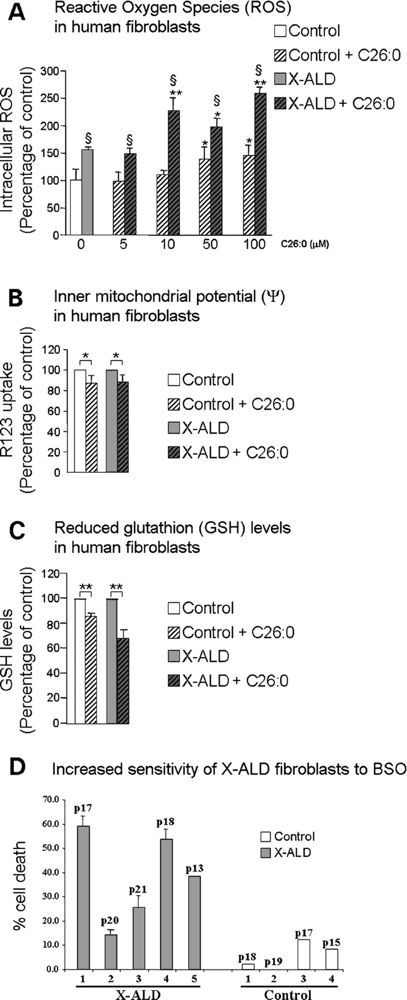 A
Reactive Oxygen Species (ROS)
in human fibroblasts
Control
Control + C26:0
X-ALD
X-ALD + C26:0
Intracellular ROS
(Percentage of control)
300
250
200
150
100
50
0
§
§
§
**
§
*
*
§
**
*
0 5 10 50 100 C26:0 (µM)
B
Inner mitochondrial potential (Ψ)
in human fibroblasts
R123 uptake
(Percentage of control)
120
100
80
60
40
20
0
* *
Control
Control + C26:0
X-ALD
X-ALD + C26:0
C
Reduced glutathion (GSH) levels
in human fibroblasts
GSH levels
(Percentage of control)
120
100
80
60
40
20
0
** **
Control
Control + C26:0
X-ALD
X-ALD + C26:0
D
Increased sensitivity of X-ALD fibroblasts to BSO
% cell death
70.0
60.0
50.0
40.0
30.0
20.0
10.0
0.0
p17
p20
p21
p18
p13
p18
p19
p17
p15
Control
X-ALD
1 2 3 4 5 1 2 3 4
X-ALD Control